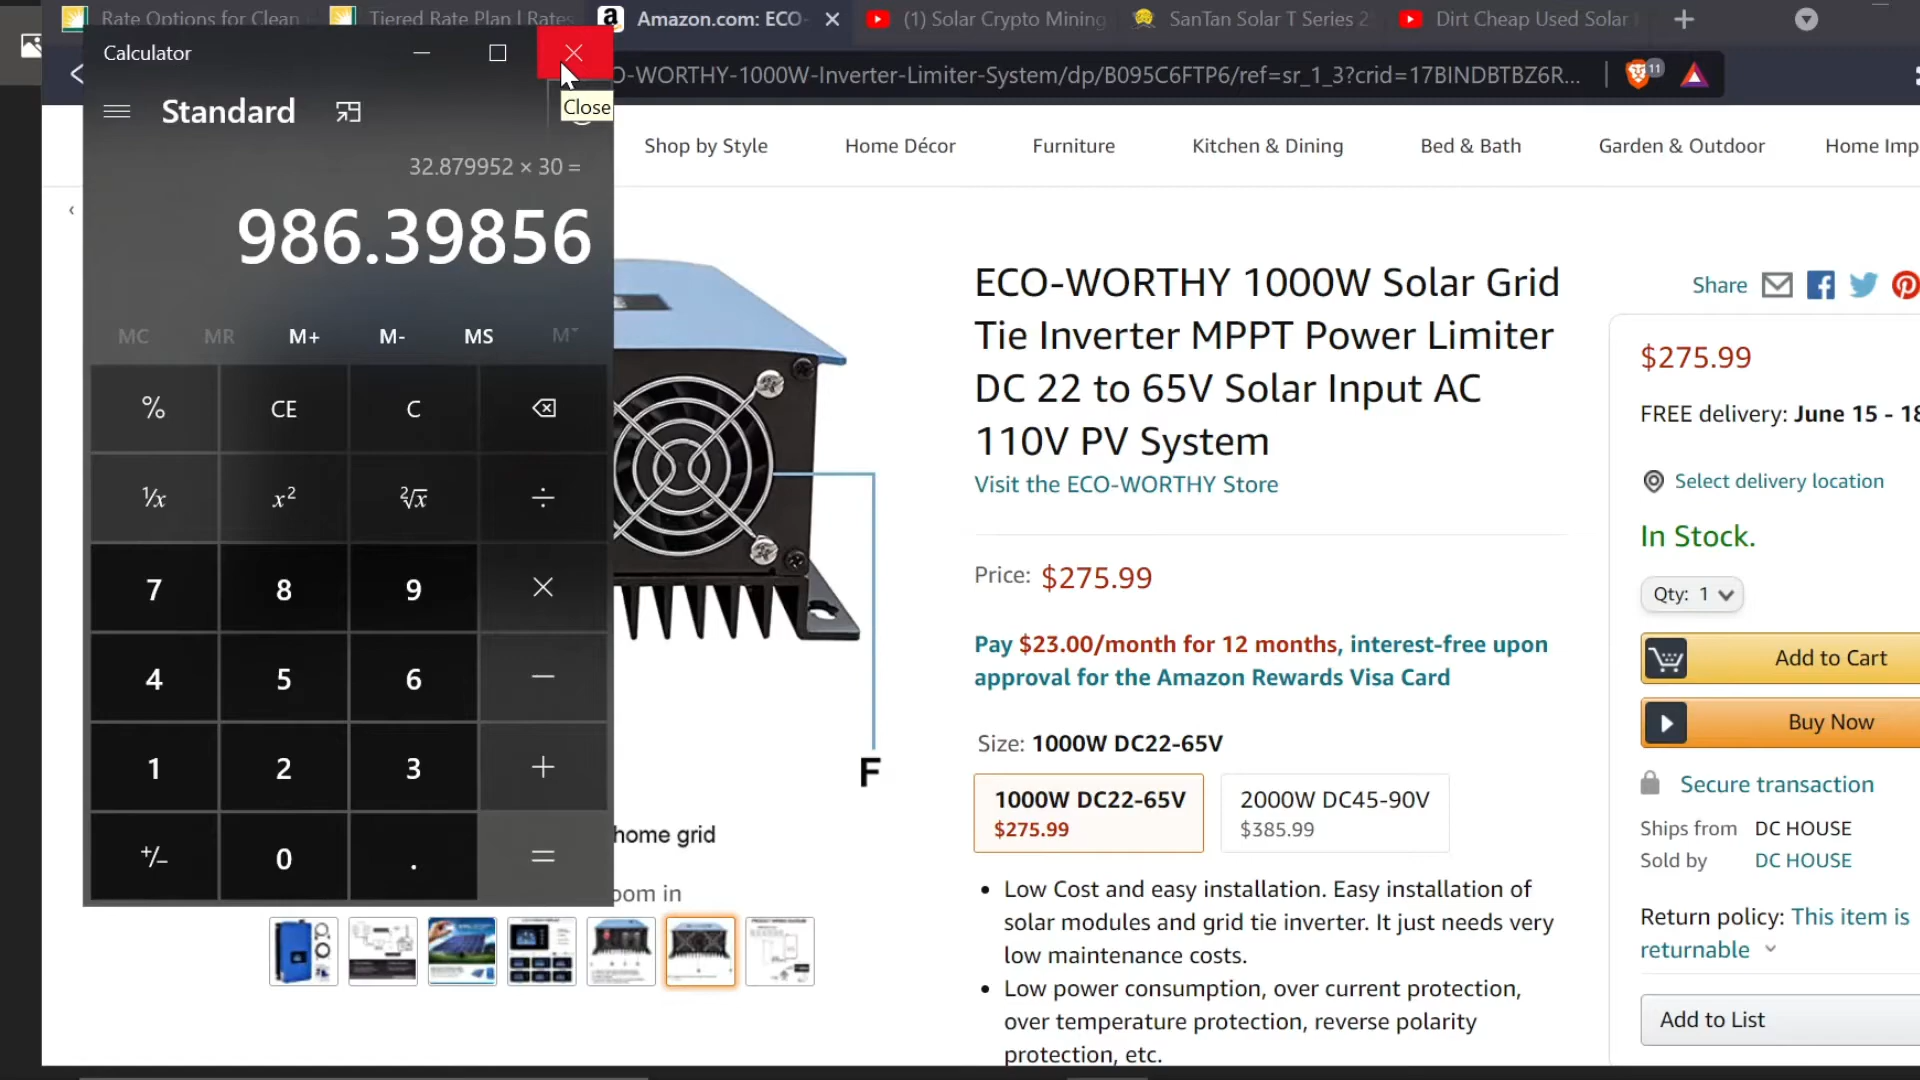 Rate Options for Clean
Tiered Rate Plan | Rates
Amazon.com: ECO-
(1) Solar Crypto Mining
SanTan Solar T Series 2
Dirt Cheap Used Solar
Calculator
Close
O-WORTHY-1000W-Inverter-Limiter-System/dp/B095C6FTP6/ref=sr_1_3?crid=17BINDBTBZ6R...
11
Standard
32.879952 × 30 =
986.39856
MC MR M+ M- MS M˅
% CE C
¹/x x² ²√x ÷
7 8 9 ×
4 5 6 −
1 2 3 +
+/− 0 . =
Shop by Style
Home Décor
Furniture
Kitchen & Dining
Bed & Bath
Garden & Outdoor
Home Imp
F
home grid
oom in
ECO-WORTHY 1000W Solar Grid
Tie Inverter MPPT Power Limiter
DC 22 to 65V Solar Input AC
110V PV System
Visit the ECO-WORTHY Store
Price: $275.99
Pay $23.00/month for 12 months, interest-free upon
approval for the Amazon Rewards Visa Card
Size: 1000W DC22-65V
1000W DC22-65V
$275.99
2000W DC45-90V
$385.99
• Low Cost and easy installation. Easy installation of
solar modules and grid tie inverter. It just needs very
low maintenance costs.
• Low power consumption, over current protection,
over temperature protection, reverse polarity
protection, etc.
Share
$275.99
FREE delivery: June 15 - 18
Select delivery location
In Stock.
Qty: 1
Add to Cart
Buy Now
Secure transaction
Ships from DC HOUSE
Sold by DC HOUSE
Return policy: This item is
returnable
Add to List